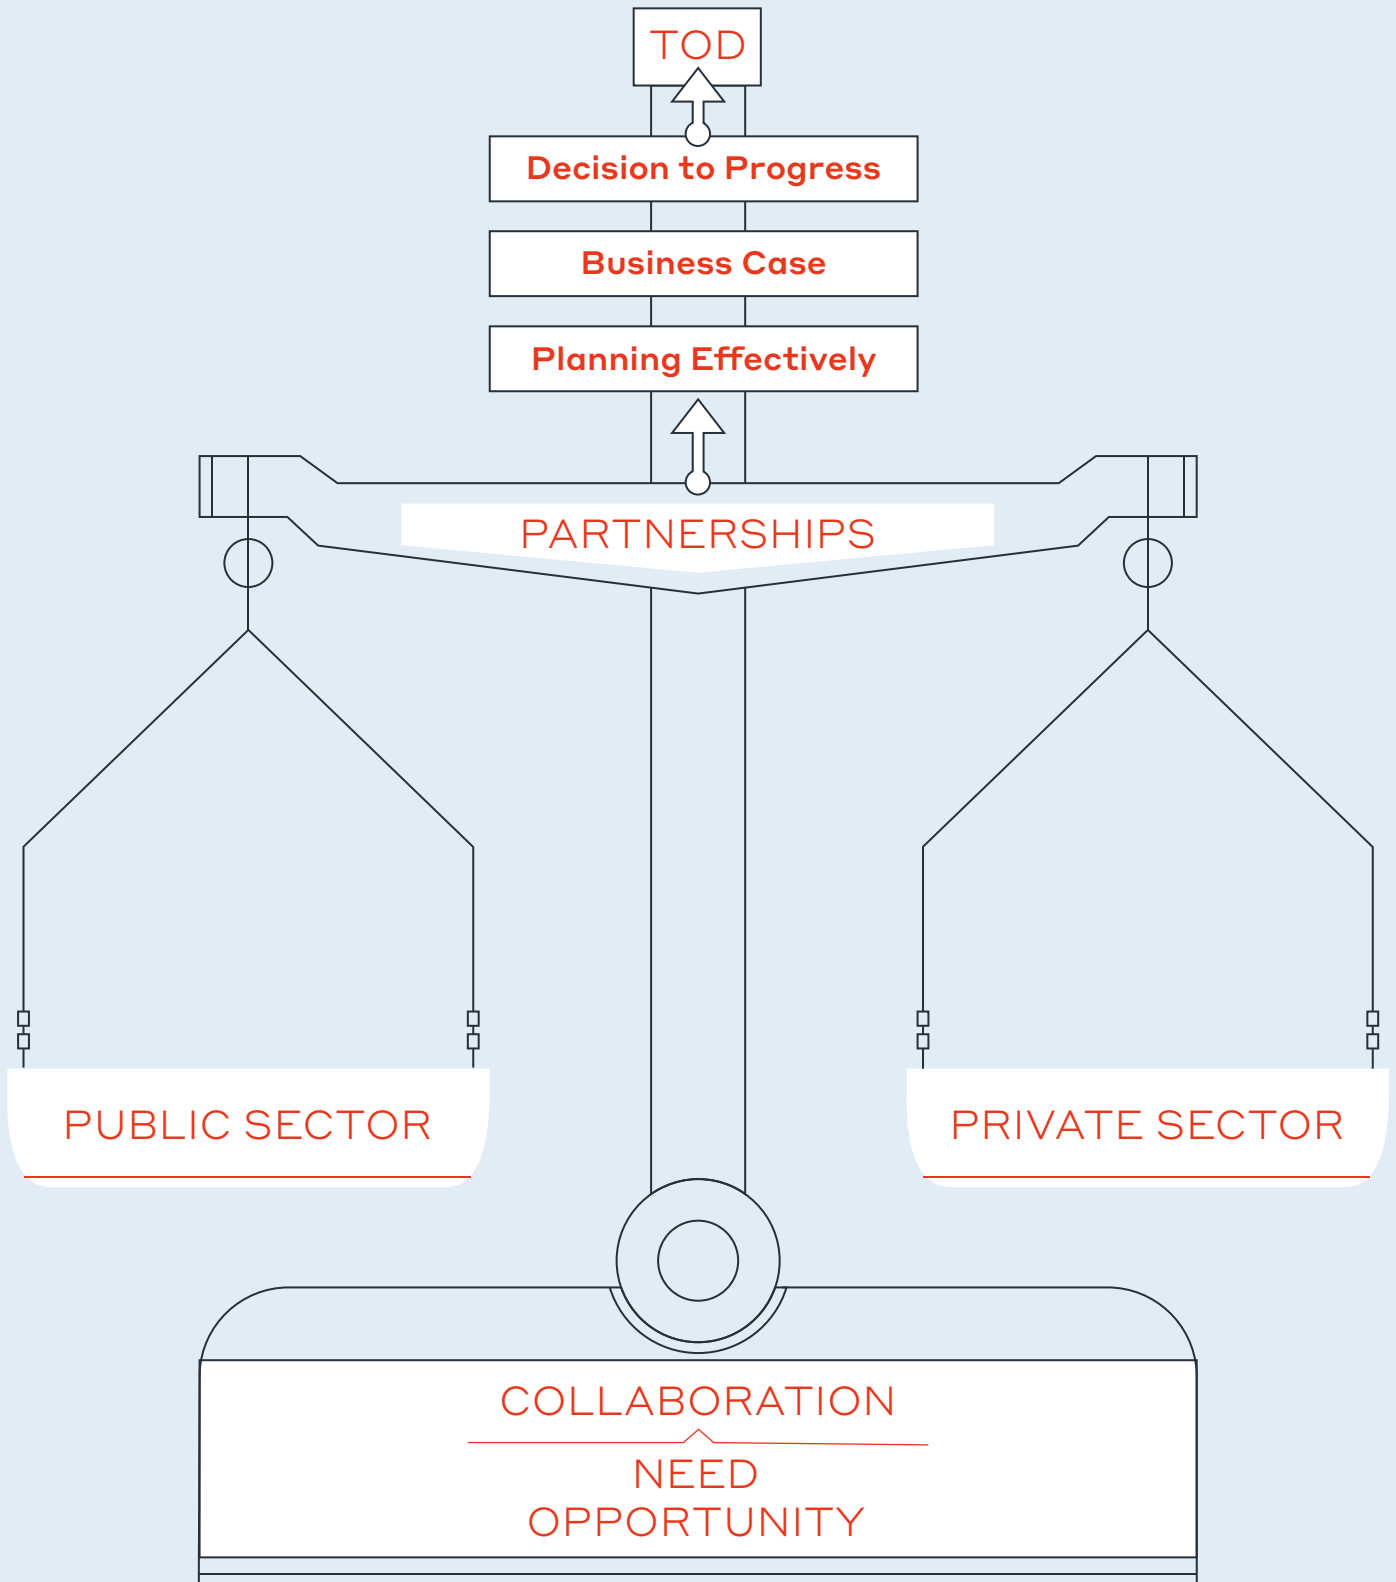 TOD
Decision to Progress
Business Case
Planning Effectively
PARTNERSHIPS
PUBLIC SECTOR
PRIVATE SECTOR
COLLABORATION
NEED
OPPORTUNITY